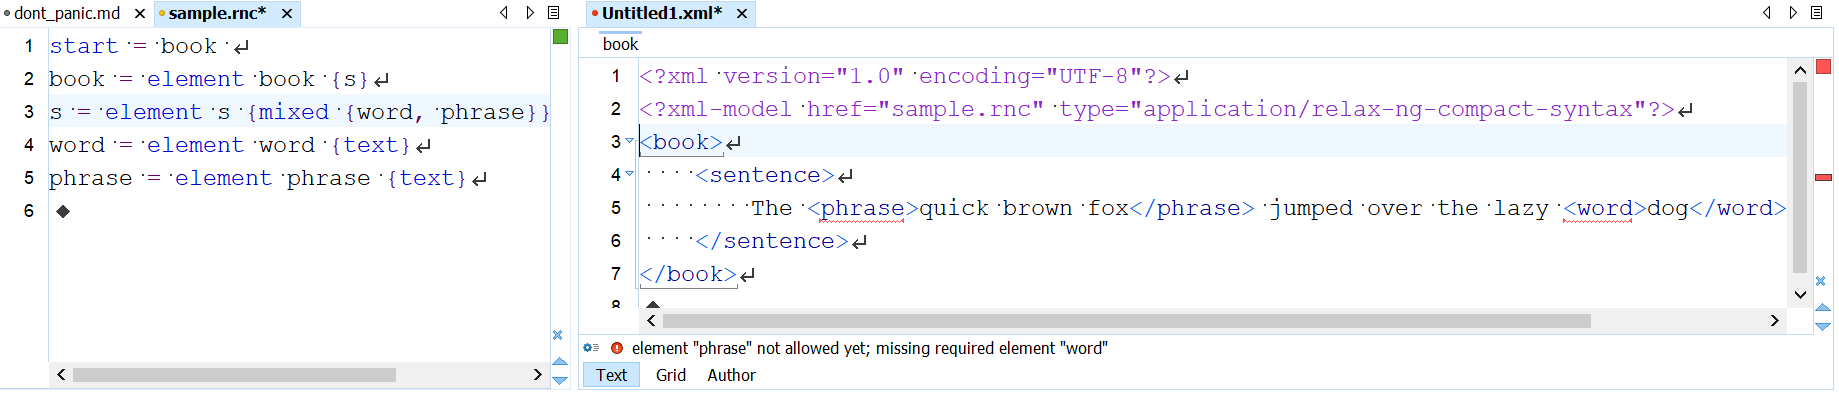 dont_panic.md
sample.rnc*
1 start = book
2 book = element book {s}
3 s = element s {mixed {word, phrase}}
4 word = element word {text}
5 phrase = element phrase {text}
6
Untitled1.xml*
book
1 <?xml version="1.0" encoding="UTF-8"?>
2 <?xml-model href="sample.rnc" type="application/relax-ng-compact-syntax"?>
3 <book>
4 <sentence>
5 The <phrase>quick brown fox</phrase> jumped over the lazy <word>dog</word>
6 </sentence>
7 </book>
8
element "phrase" not allowed yet; missing required element "word"
Text Grid Author